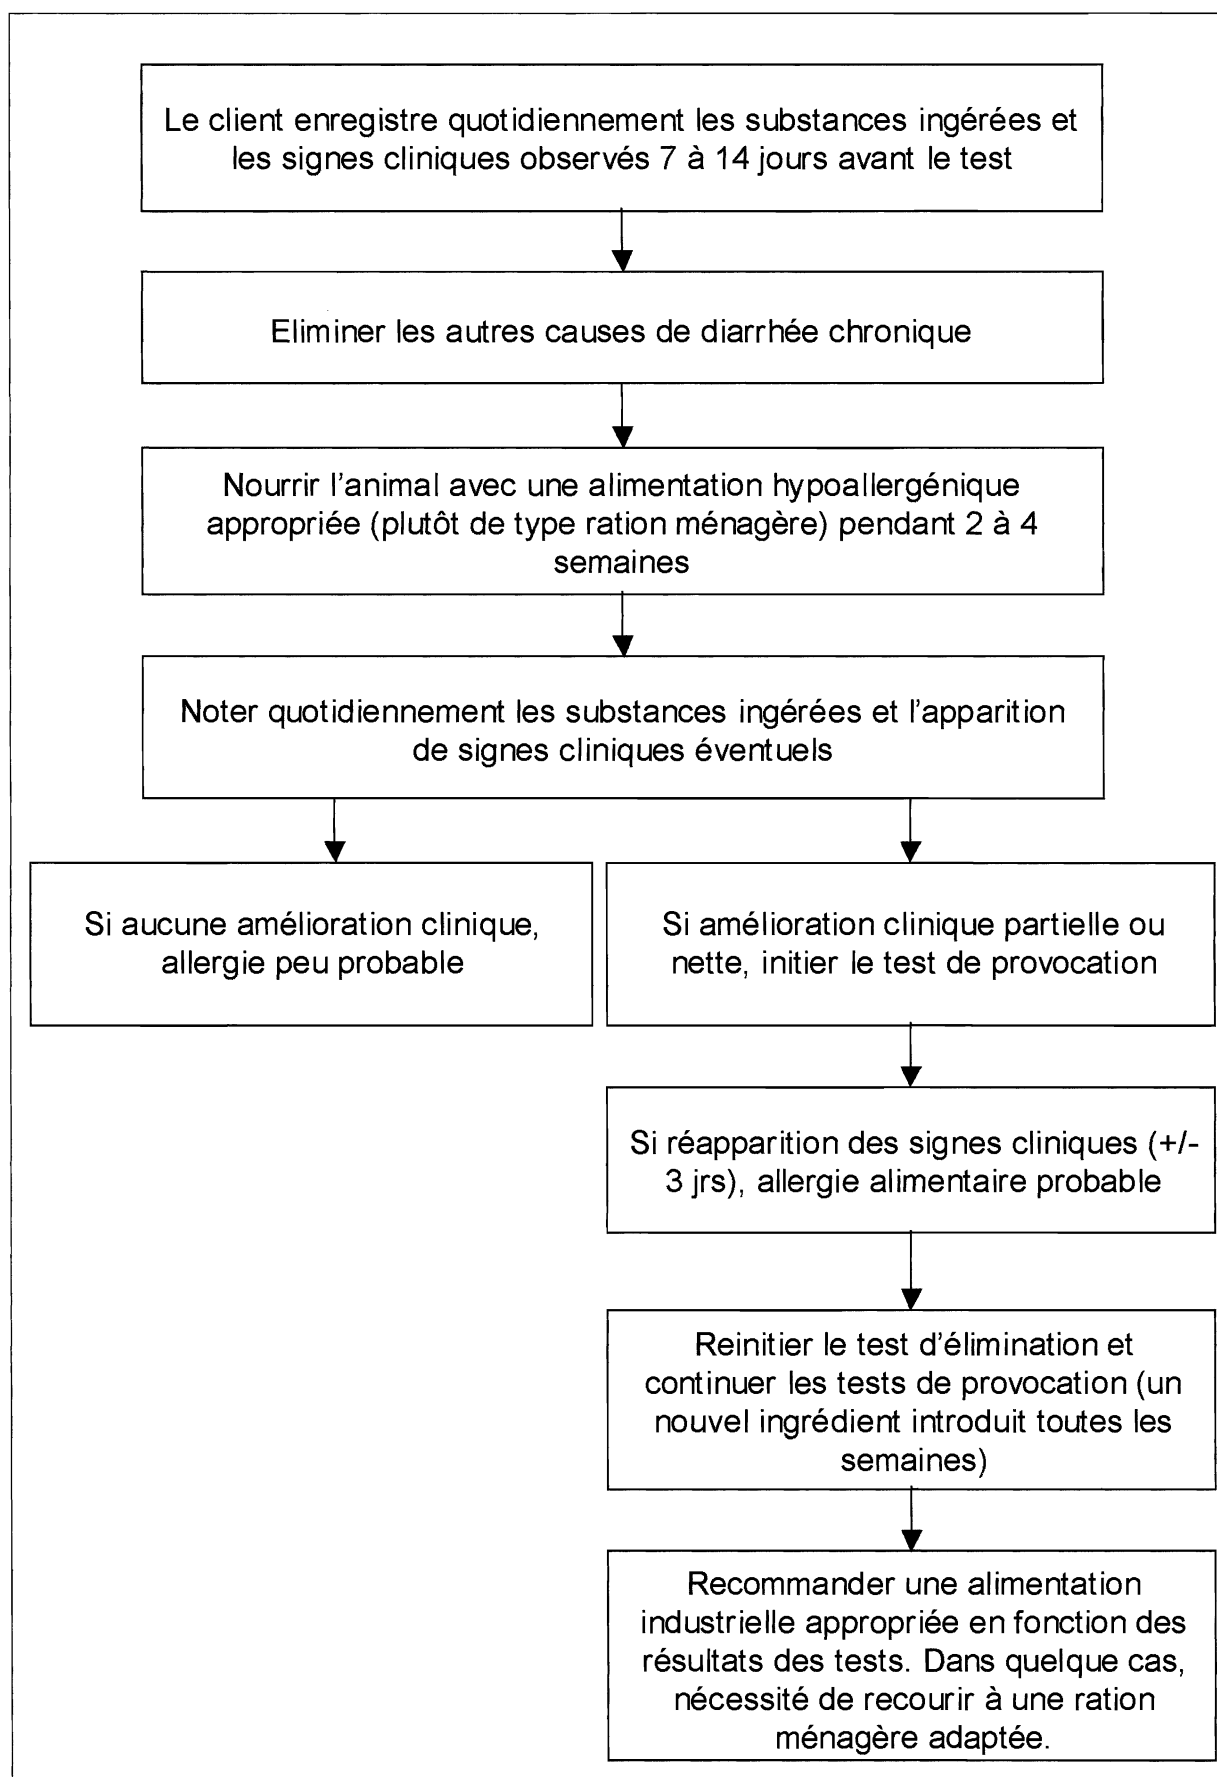 Le client enregistre quotidiennement les substances ingérées et
les signes cliniques observés 7 à 14 jours avant le test
Eliminer les autres causes de diarrhée chronique
Nourrir l'animal avec une alimentation hypoallergénique
appropriée (plutôt de type ration ménagère) pendant 2 à 4
semaines
Noter quotidiennement les substances ingérées et l'apparition
de signes cliniques éventuels
Si aucune amélioration clinique,
allergie peu probable
Si amélioration clinique partielle ou
nette, initier le test de provocation
Si réapparition des signes cliniques (+/-
3 jrs), allergie alimentaire probable
Reinitier le test d'élimination et
continuer les tests de provocation (un
nouvel ingrédient introduit toutes les
semaines)
Recommander une alimentation
industrielle appropriée en fonction des
résultats des tests. Dans quelque cas,
nécessité de recourir à une ration
ménagère adaptée.